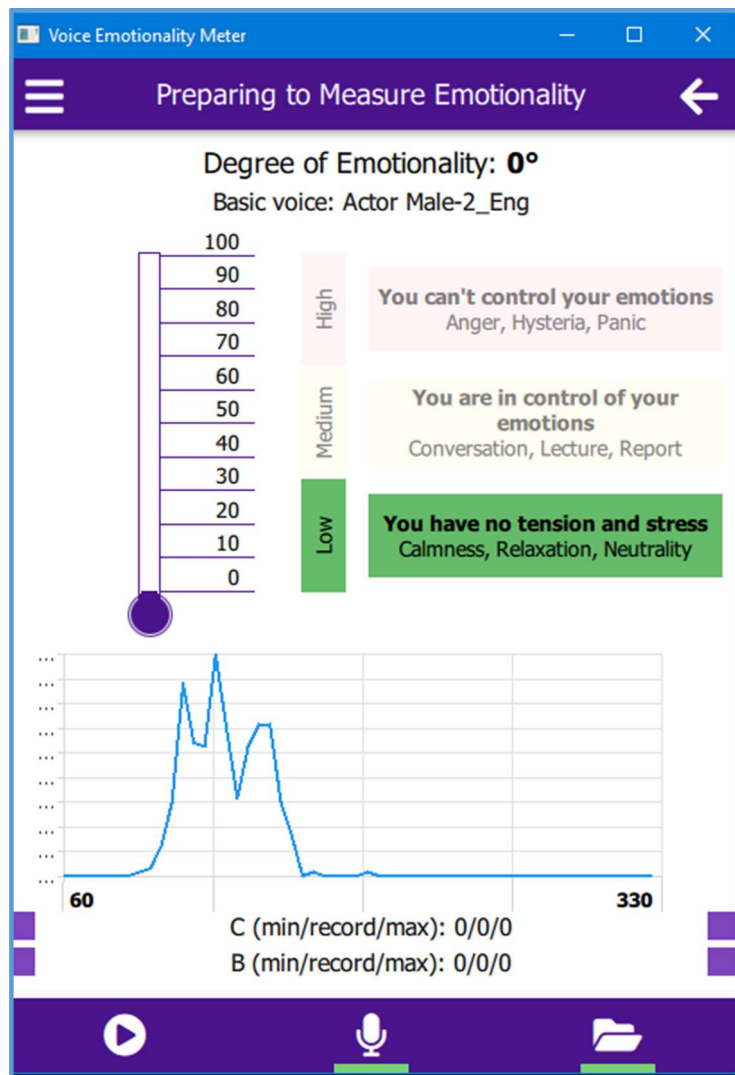 Voice Emotionality Meter
Preparing to Measure Emotionality
Degree of Emotionality: 0°
Basic voice: Actor Male-2_Eng
100
90
80
70
60
50
40
30
20
10
0
High
You can't control your emotions
Anger, Hysteria, Panic
Medium
You are in control of your
emotions
Conversation, Lecture, Report
Low
You have no tension and stress
Calmness, Relaxation, Neutrality
...
...
...
...
...
...
...
...
...
...
60
330
C (min/record/max): 0/0/0
B (min/record/max): 0/0/0